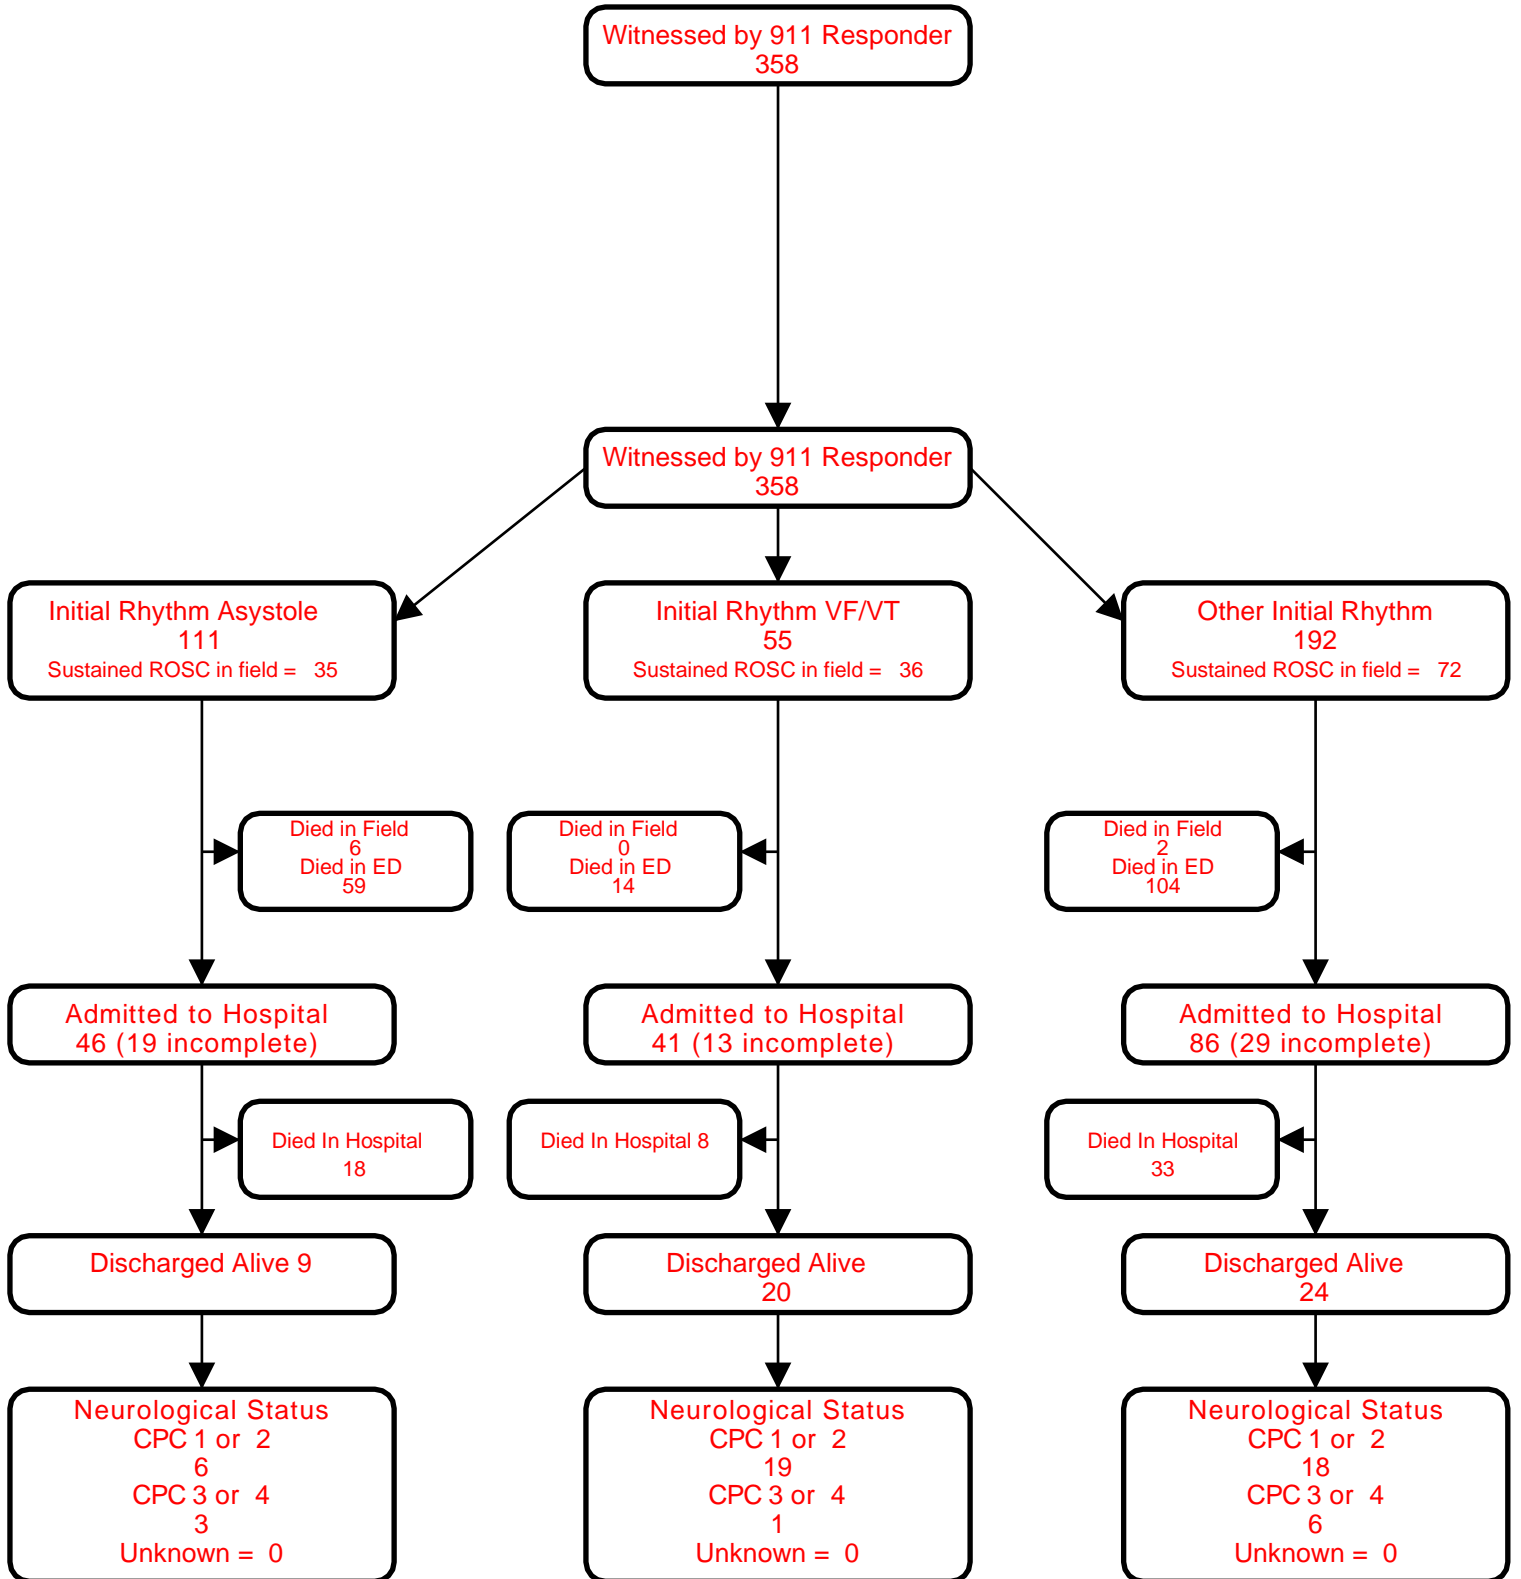 Witnessed by 911 Responder
358
Witnessed by 911 Responder
358
Initial Rhythm Asystole
111
Sustained ROSC in field = 35
Initial Rhythm VF/VT
55
Sustained ROSC in field = 36
Other Initial Rhythm
192
Sustained ROSC in field = 72
Died in Field
6
Died in ED
59
Died in Field
0
Died in ED
14
Died in Field
2
Died in ED
104
Admitted to Hospital
46 (19 incomplete)
Admitted to Hospital
41 (13 incomplete)
Admitted to Hospital
86 (29 incomplete)
Died In Hospital
18
Died In Hospital 8
Died In Hospital
33
Discharged Alive 9
Discharged Alive
20
Discharged Alive
24
Neurological Status
CPC 1 or 2
6
CPC 3 or 4
3
Unknown = 0
Neurological Status
CPC 1 or 2
19
CPC 3 or 4
1
Unknown = 0
Neurological Status
CPC 1 or 2
18
CPC 3 or 4
6
Unknown = 0